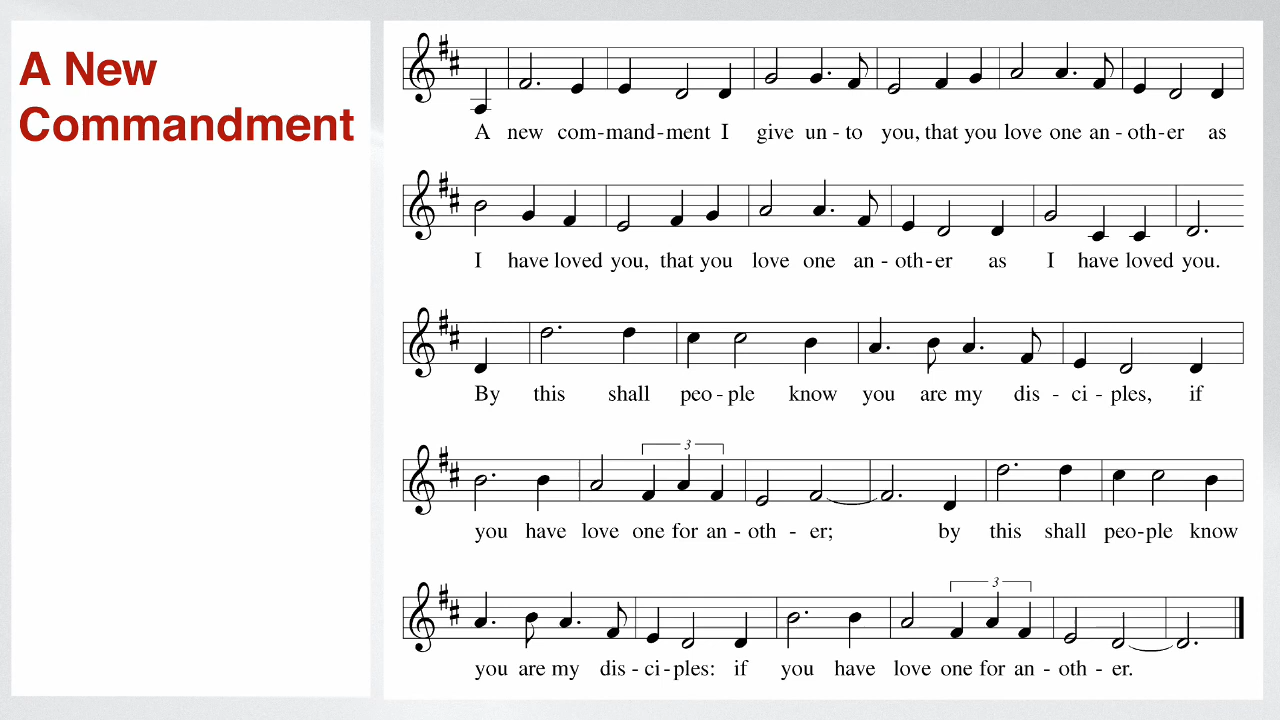 A New
Commandment
A new com-mand-ment I give un - to you, that you love one an - oth-er as
I have loved you, that you love one an - oth-er as I have loved you.
By this shall peo - ple know you are my dis - ci - ples, if
3
you have love one for an - oth - er; by this shall peo-ple know
3
you are my dis - ci-ples: if you have love one for an - oth - er.